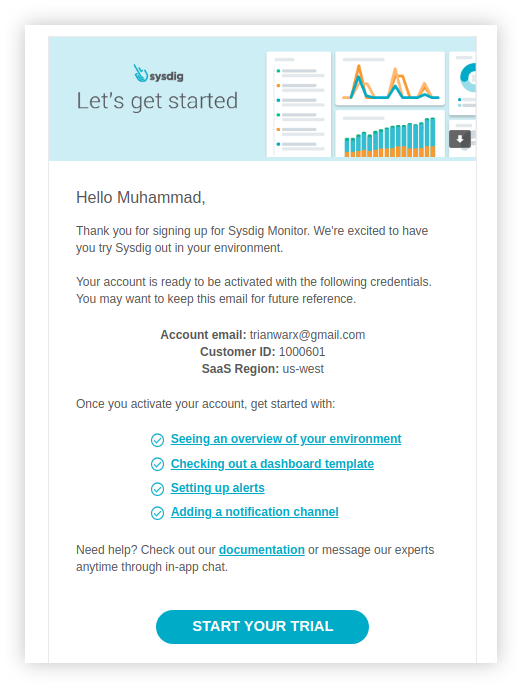 sysdig
Let's get started
Hello Muhammad,
Thank you for signing up for Sysdig Monitor. We're excited to have
you try Sysdig out in your environment.
Your account is ready to be activated with the following credentials.
You may want to keep this email for future reference.
Account email: trianwarx@gmail.com
Customer ID: 1000601
SaaS Region: us-west
Once you activate your account, get started with:
Seeing an overview of your environment
Checking out a dashboard template
Setting up alerts
Adding a notification channel
Need help? Check out our documentation or message our experts
anytime through in-app chat.
START YOUR TRIAL